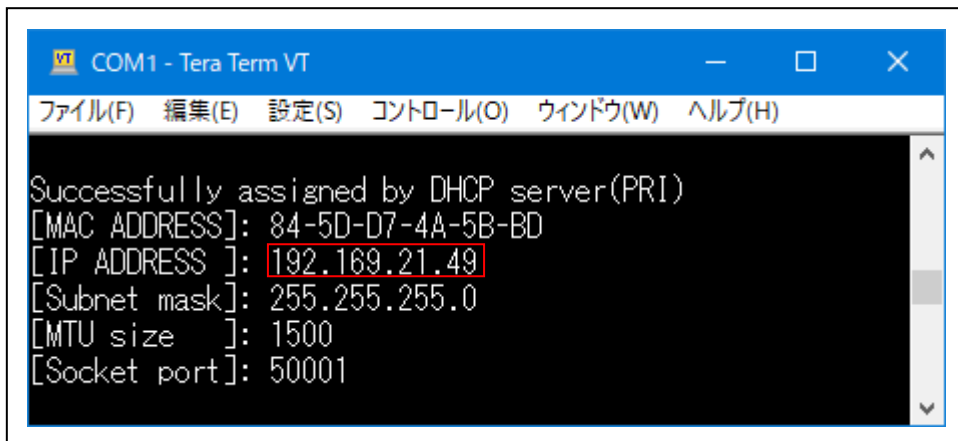 COM1 - Tera Term VT
ファイル(F) 編集(E) 設定(S) コントロール(O) ウィンドウ(W) ヘルプ(H)
Successfully assigned by DHCP server(PRI)
[MAC ADDRESS]: 84-5D-D7-4A-5B-BD
[IP ADDRESS ]: 192.169.21.49
[Subnet mask]: 255.255.255.0
[MTU size   ]: 1500
[Socket port]: 50001